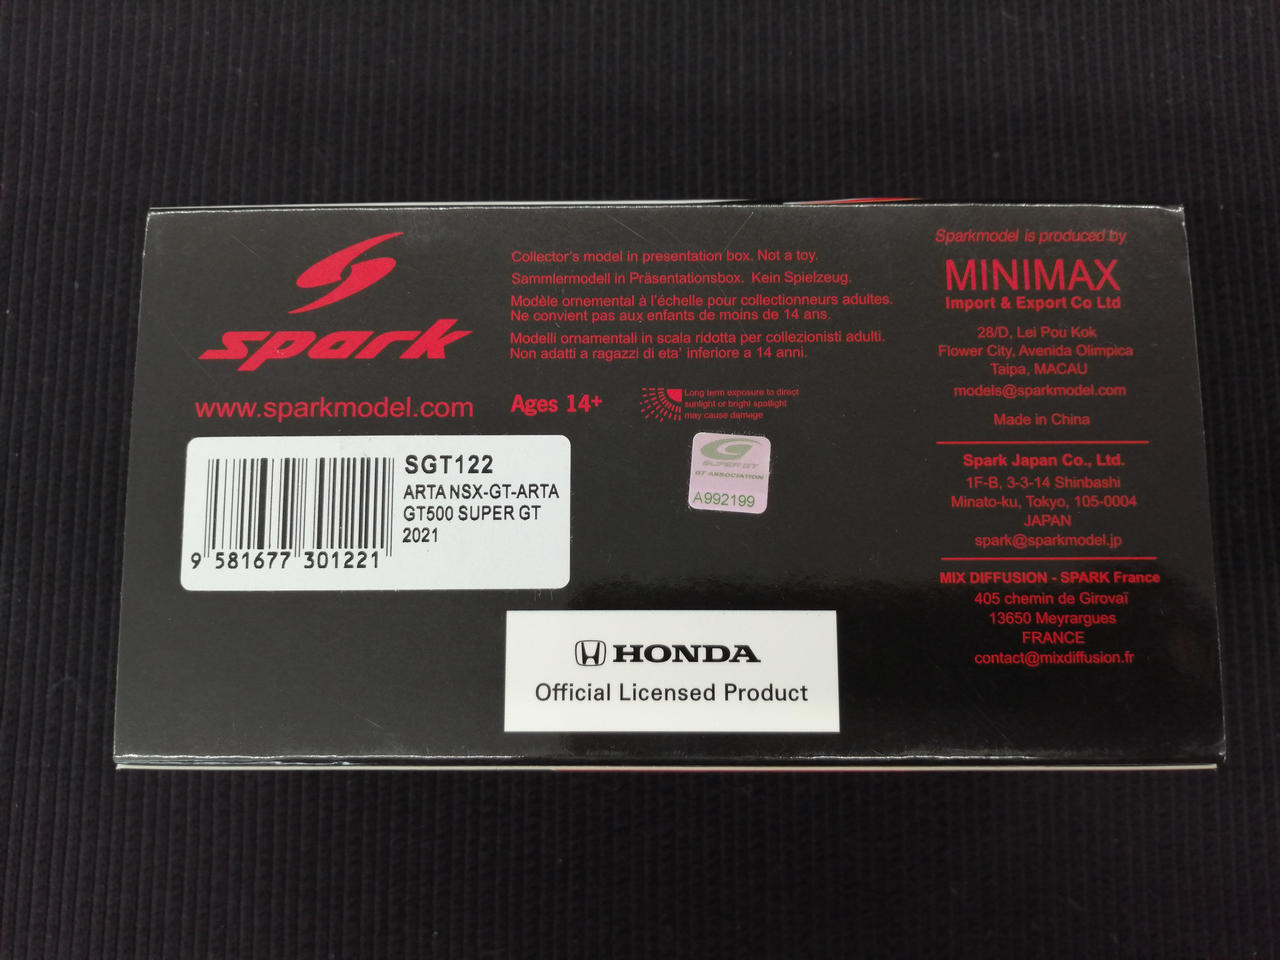 spark
www.sparkmodel.com
Collector's model in presentation box. Not a toy.
Sammlermodell in Präsentationsbox. Kein Spielzeug.
Modèle ornemental à l'échelle pour collectionneurs adultes.
Ne convient pas aux enfants de moins de 14 ans.
Modelli ornamentali in scala ridotta per collezionisti adulti.
Non adatti a ragazzi di eta' inferiore a 14 anni.
Ages 14+
Long term exposure to direct
sunlight or bright spotlight
may cause damage
SGT122
ARTA NSX-GT-ARTA
GT500 SUPER GT
2021
9 581677 301221
SUPER GT
GT ASSOCIATION
A992199
HONDA
Official Licensed Product
Sparkmodel is produced by
MINIMAX
Import & Export Co Ltd
28/D, Lei Pou Kok
Flower City, Avenida Olimpica
Taipa, MACAU
models@sparkmodel.com
Made in China
Spark Japan Co., Ltd.
1F-B, 3-3-14 Shinbashi
Minato-ku, Tokyo, 105-0004
JAPAN
spark@sparkmodel.jp
MIX DIFFUSION - SPARK France
405 chemin de Girovaï
13650 Meyrargues
FRANCE
contact@mixdiffusion.fr